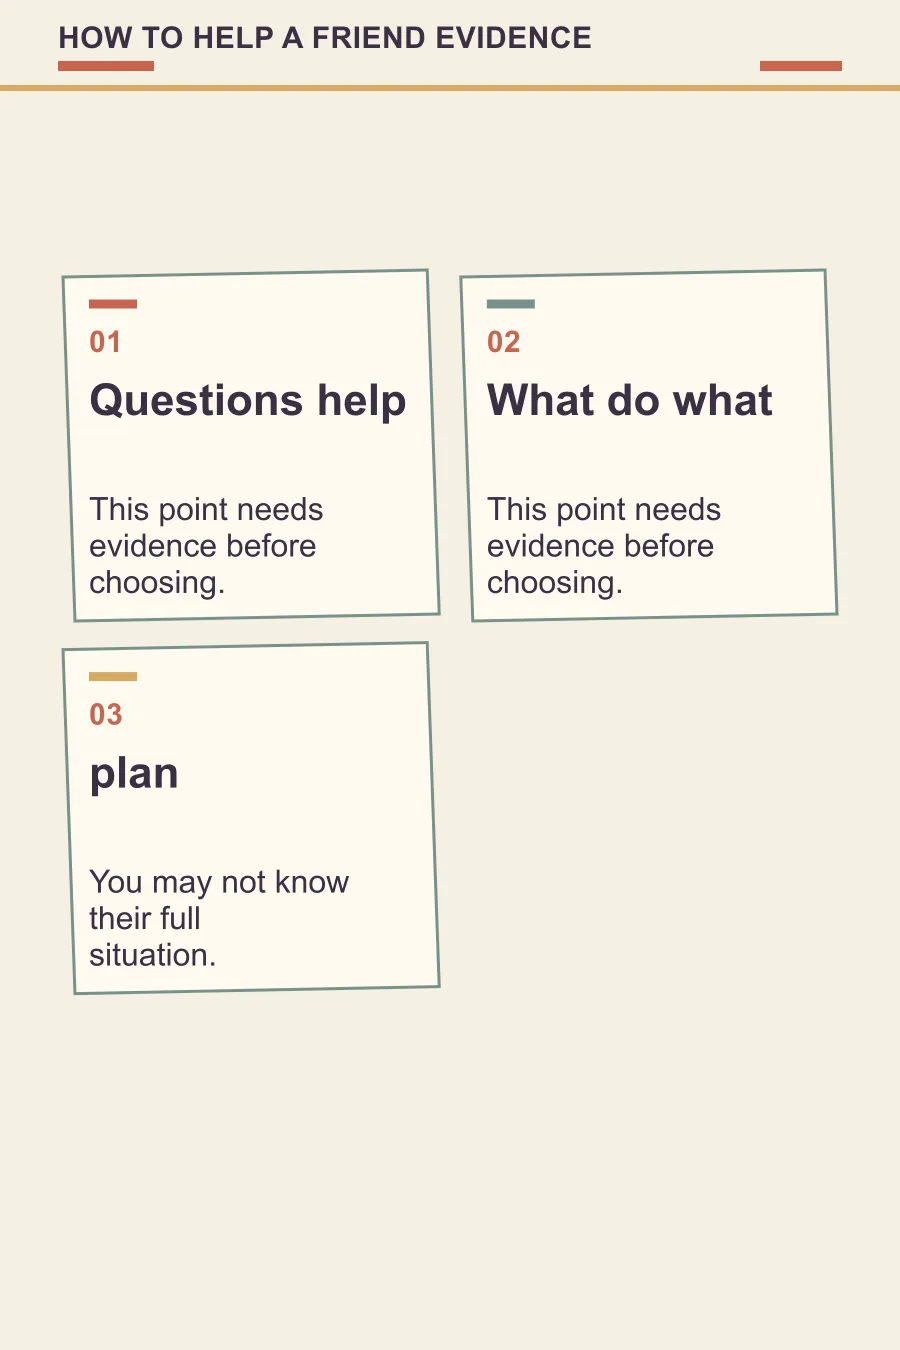 HOW TO HELP A FRIEND EVIDENCE
01
Questions help
This point needs
evidence before
choosing.
02
What do what
This point needs
evidence before
choosing.
03
plan
You may not know
their full
situation.